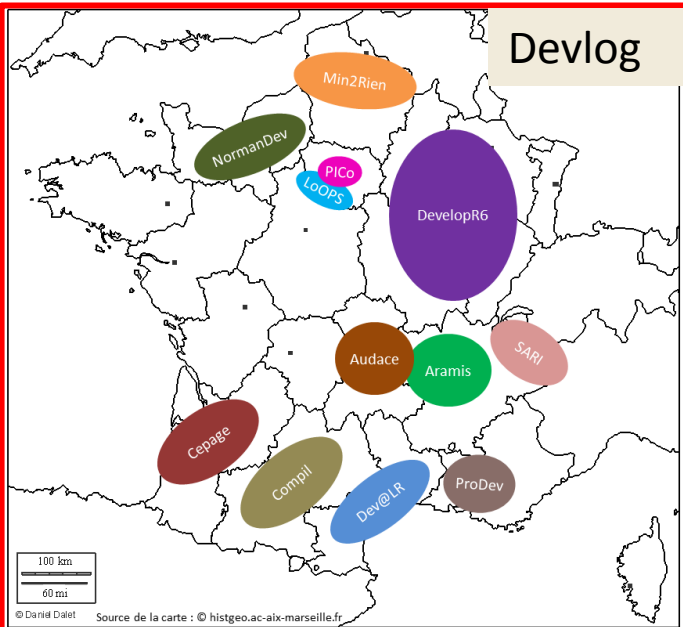 Devlog
Min2Rien
NormanDev
PICo
LoOPS
DevelopR6
Audace
Aramis
SARI
Cepage
Compil
Dev@LR
ProDev
100 km
60 mi
© Daniel Dalet
Source de la carte : © histgeo.ac-aix-marseille.fr